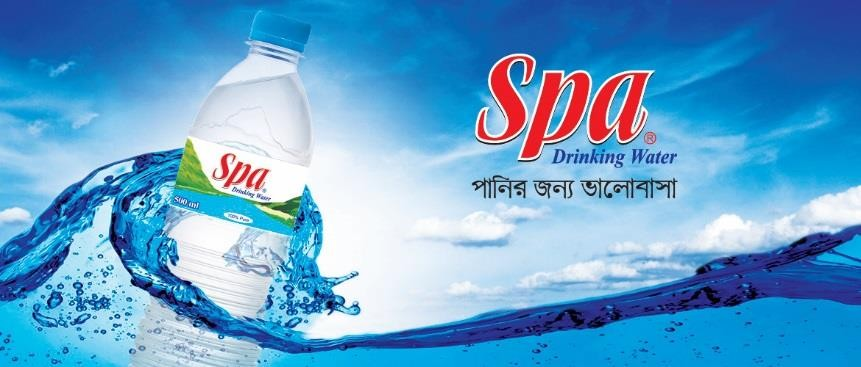 Spa
Drinking Water
500 ml
100% Pure
Spa®
Drinking Water
পানির জন্য ভালোবাসা